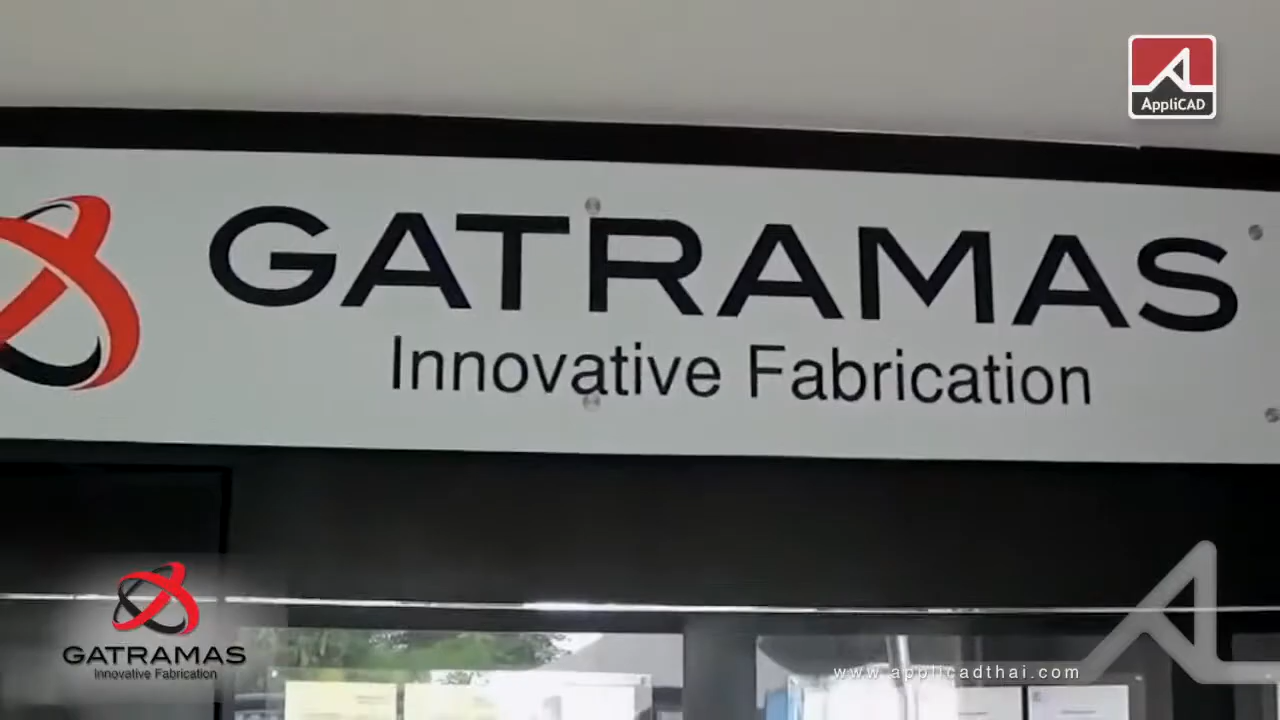 AppliCAD
GATRAMAS
Innovative Fabrication
GATRAMAS
Innovative Fabrication
www.applicadthai.com